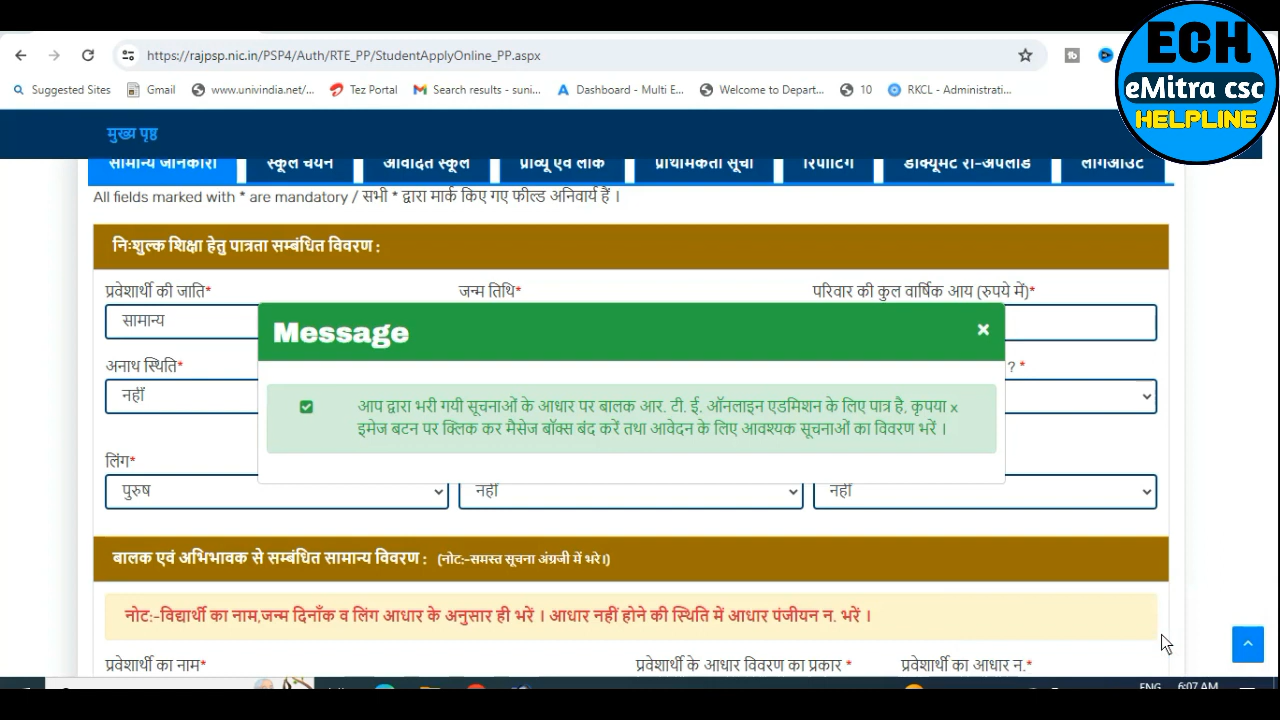 ECH
eMitra csc
HELPLINE
https://rajpsp.nic.in/PSP4/Auth/RTE_PP/StudentApplyOnline_PP.aspx
Suggested Sites Gmail www.univindia.net/... Tez Portal Search results - suni... Dashboard - Multi E... Welcome to Depart... 10 RKCL - Administrati...
मुख्य पृष्ठ
सामान्य जानकारी स्कूल चयन आवेदित स्कूल प्रीव्यू एवं लॉक प्राथमिकता सूची रिपोर्टिंग डॉक्यूमेंट री-अपलोड लॉगआउट
All fields marked with * are mandatory / सभी * द्वारा मार्क किए गए फील्ड अनिवार्य हैं ।
निःशुल्क शिक्षा हेतु पात्रता सम्बंधित विवरण :
प्रवेशार्थी की जाति* जन्म तिथि* परिवार की कुल वार्षिक आय (रुपये में)*
सामान्य
Message ×
अनाथ स्थिति* ? *
नहीं
आप द्वारा भरी गयी सूचनाओं के आधार पर बालक आर. टी. ई. ऑनलाइन एडमिशन के लिए पात्र है, कृपया x
इमेज बटन पर क्लिक कर मैसेज बॉक्स बंद करें तथा आवेदन के लिए आवश्यक सूचनाओं का विवरण भरें ।
लिंग*
पुरुष नहीं नहीं
बालक एवं अभिभावक से सम्बंधित सामान्य विवरण : (नोट:-समस्त सूचना अंग्रजी में भरे।)
नोट:-विद्यार्थी का नाम,जन्म दिनाँक व लिंग आधार के अनुसार ही भरें । आधार नहीं होने की स्थिति में आधार पंजीयन न. भरें ।
प्रवेशार्थी का नाम* प्रवेशार्थी के आधार विवरण का प्रकार * प्रवेशार्थी का आधार न.*
ENG 6:07 AM